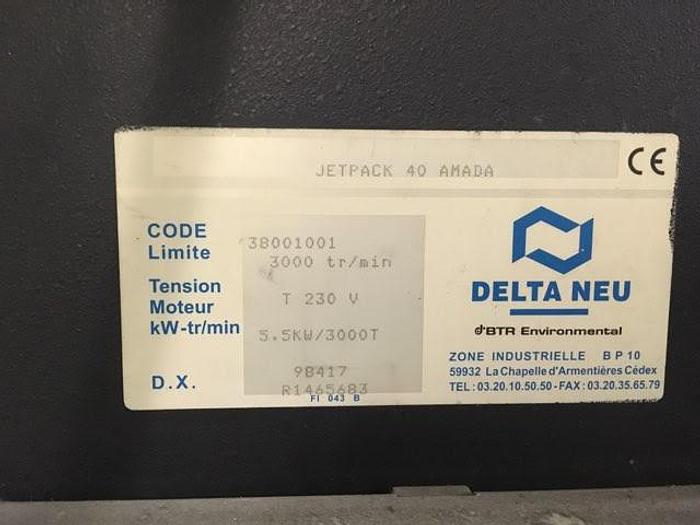 JETPACK 40 AMADA
CE
CODE 38001001
Limite 3000 tr/min
Tension T 230 V
Moteur
kW-tr/min 5.5KW/3000T
98417
D.X. R1465683
FI 043 B
DELTA NEU
BTR Environmental
ZONE INDUSTRIELLE B P 10
59932 La Chapelle d'Armentières Cédex
TEL : 03.20.10.50.50 - FAX : 03.20.35.65.79